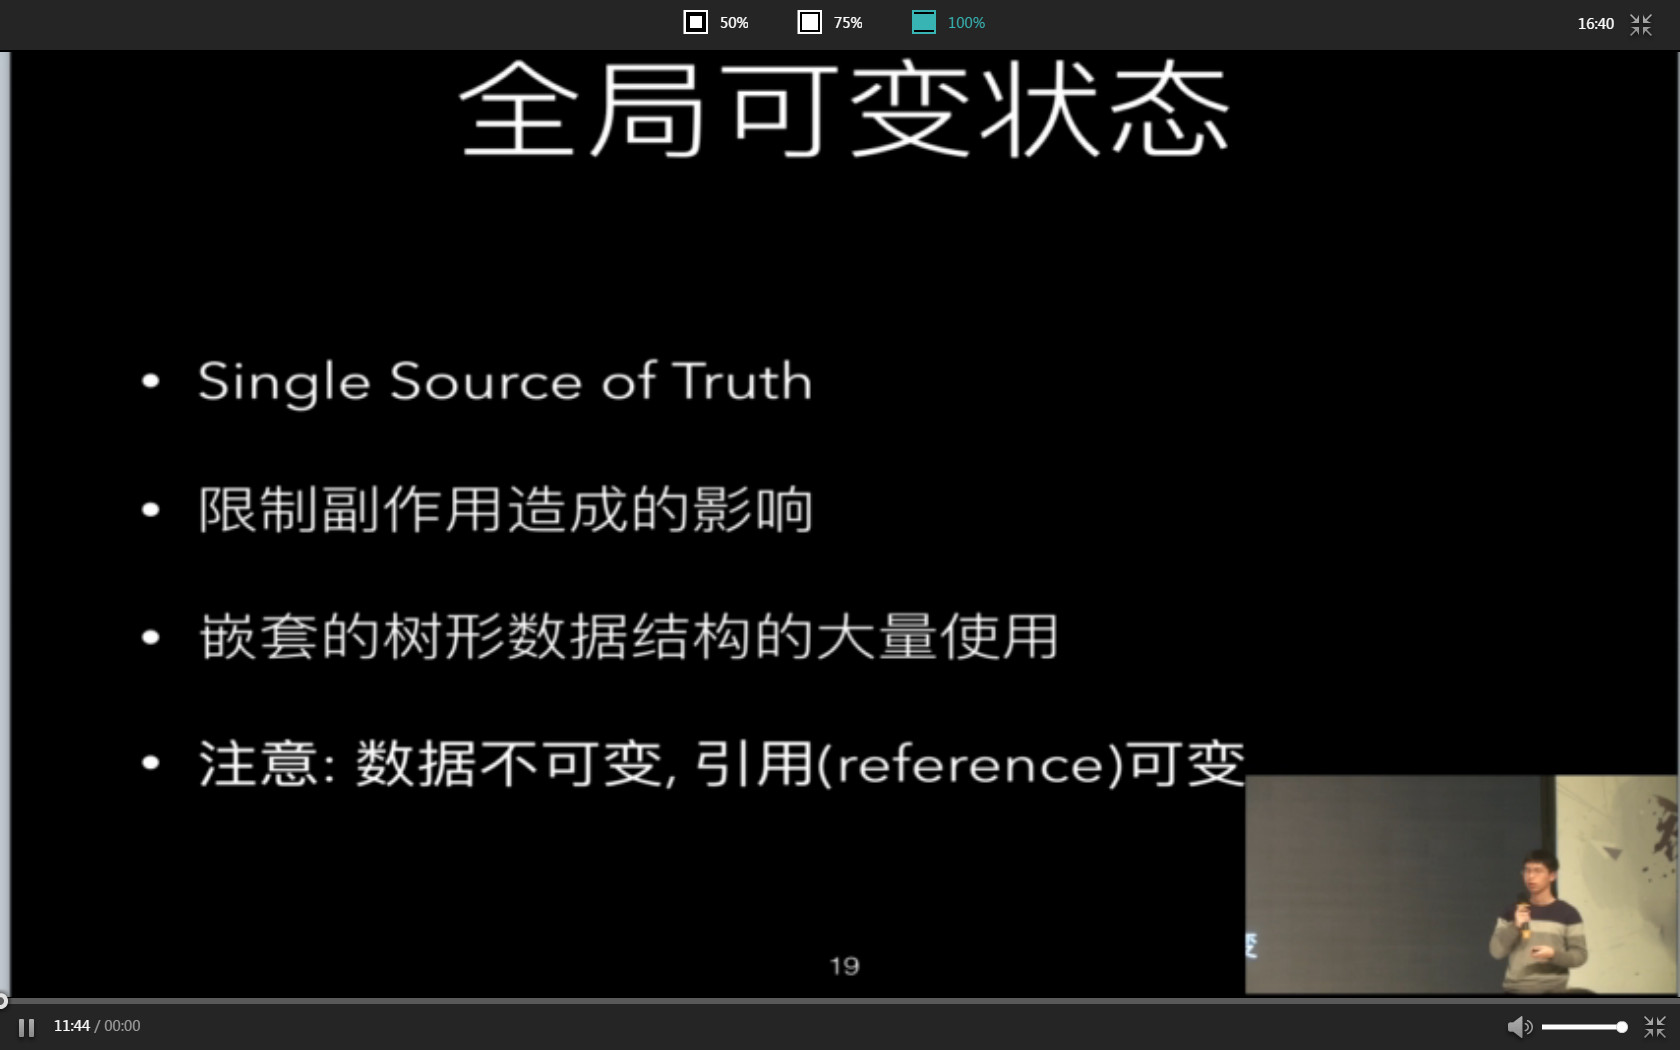 50% 75% 100% 16:40
全局可变状态
• Single Source of Truth
• 限制副作用造成的影响
• 嵌套的树形数据结构的大量使用
• 注意: 数据不可变, 引用(reference)可变
19
11:44 / 00:00